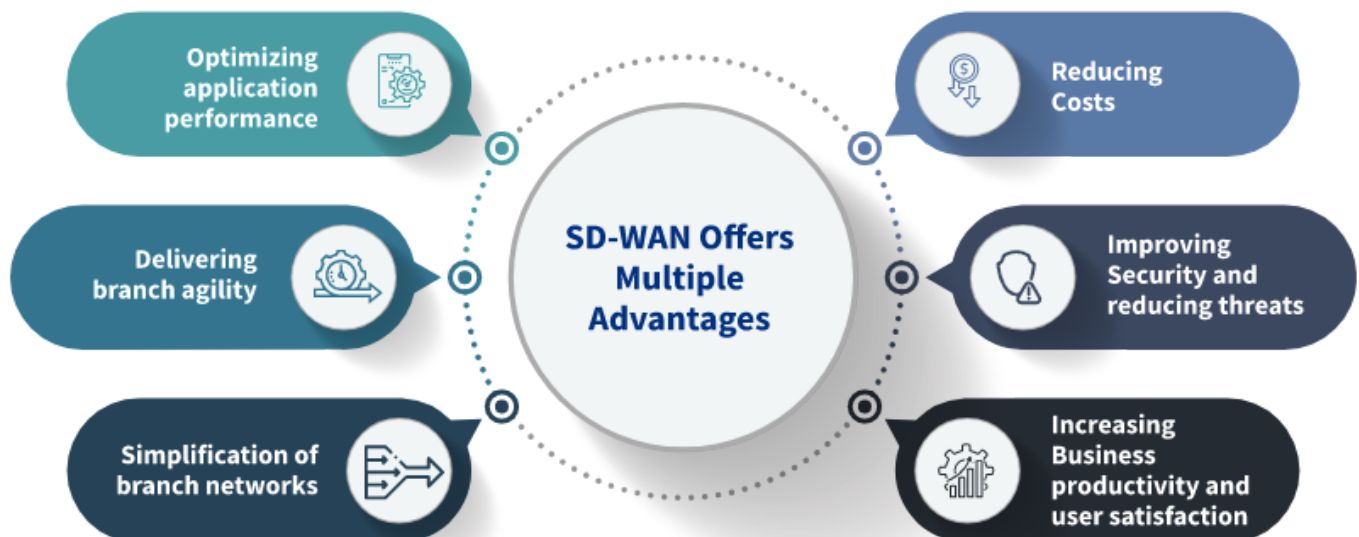 Optimizing
application
performance
Delivering
branch agility
Simplification of
branch networks
SD-WAN Offers
Multiple
Advantages
Reducing
Costs
Improving
Security and
reducing threats
Increasing
Business
productivity and
user satisfaction